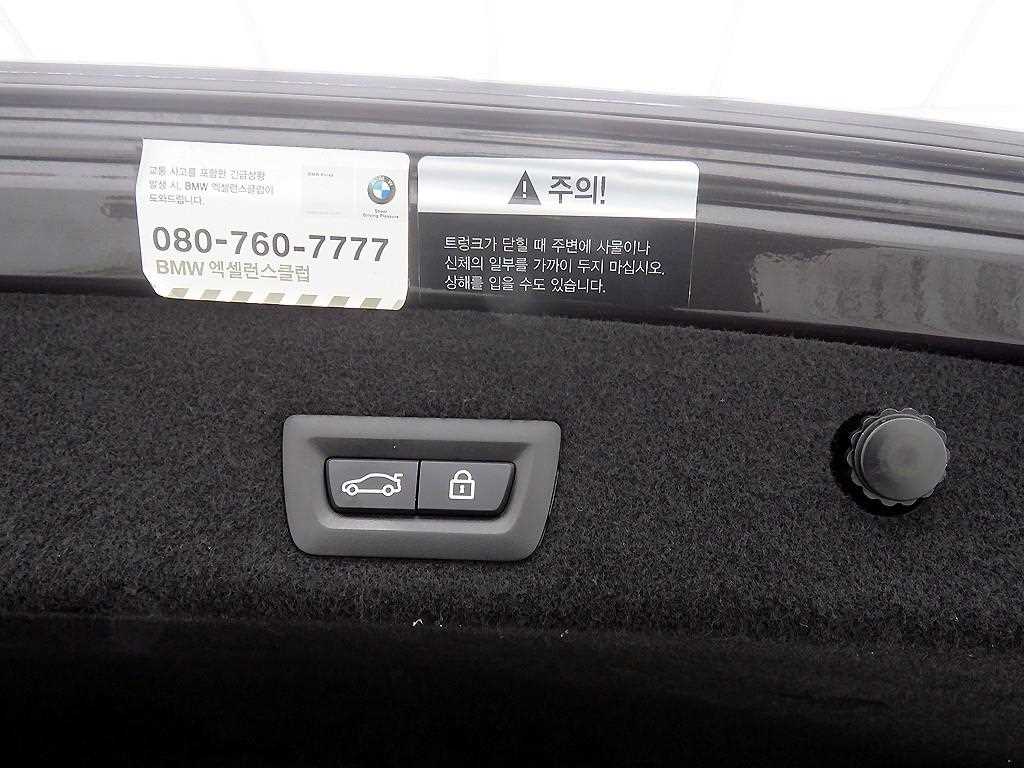 교통 사고를 포함한 긴급상황
발생 시, BMW 엑셀런스클럽이
도와드립니다.
Sheer
Driving Pleasure
080-760-7777
BMW 엑셀런스클럽
주의!
트렁크가 닫힐 때 주변에 사물이나
신체의 일부를 가까이 두지 마십시오.
상해를 입을 수도 있습니다.